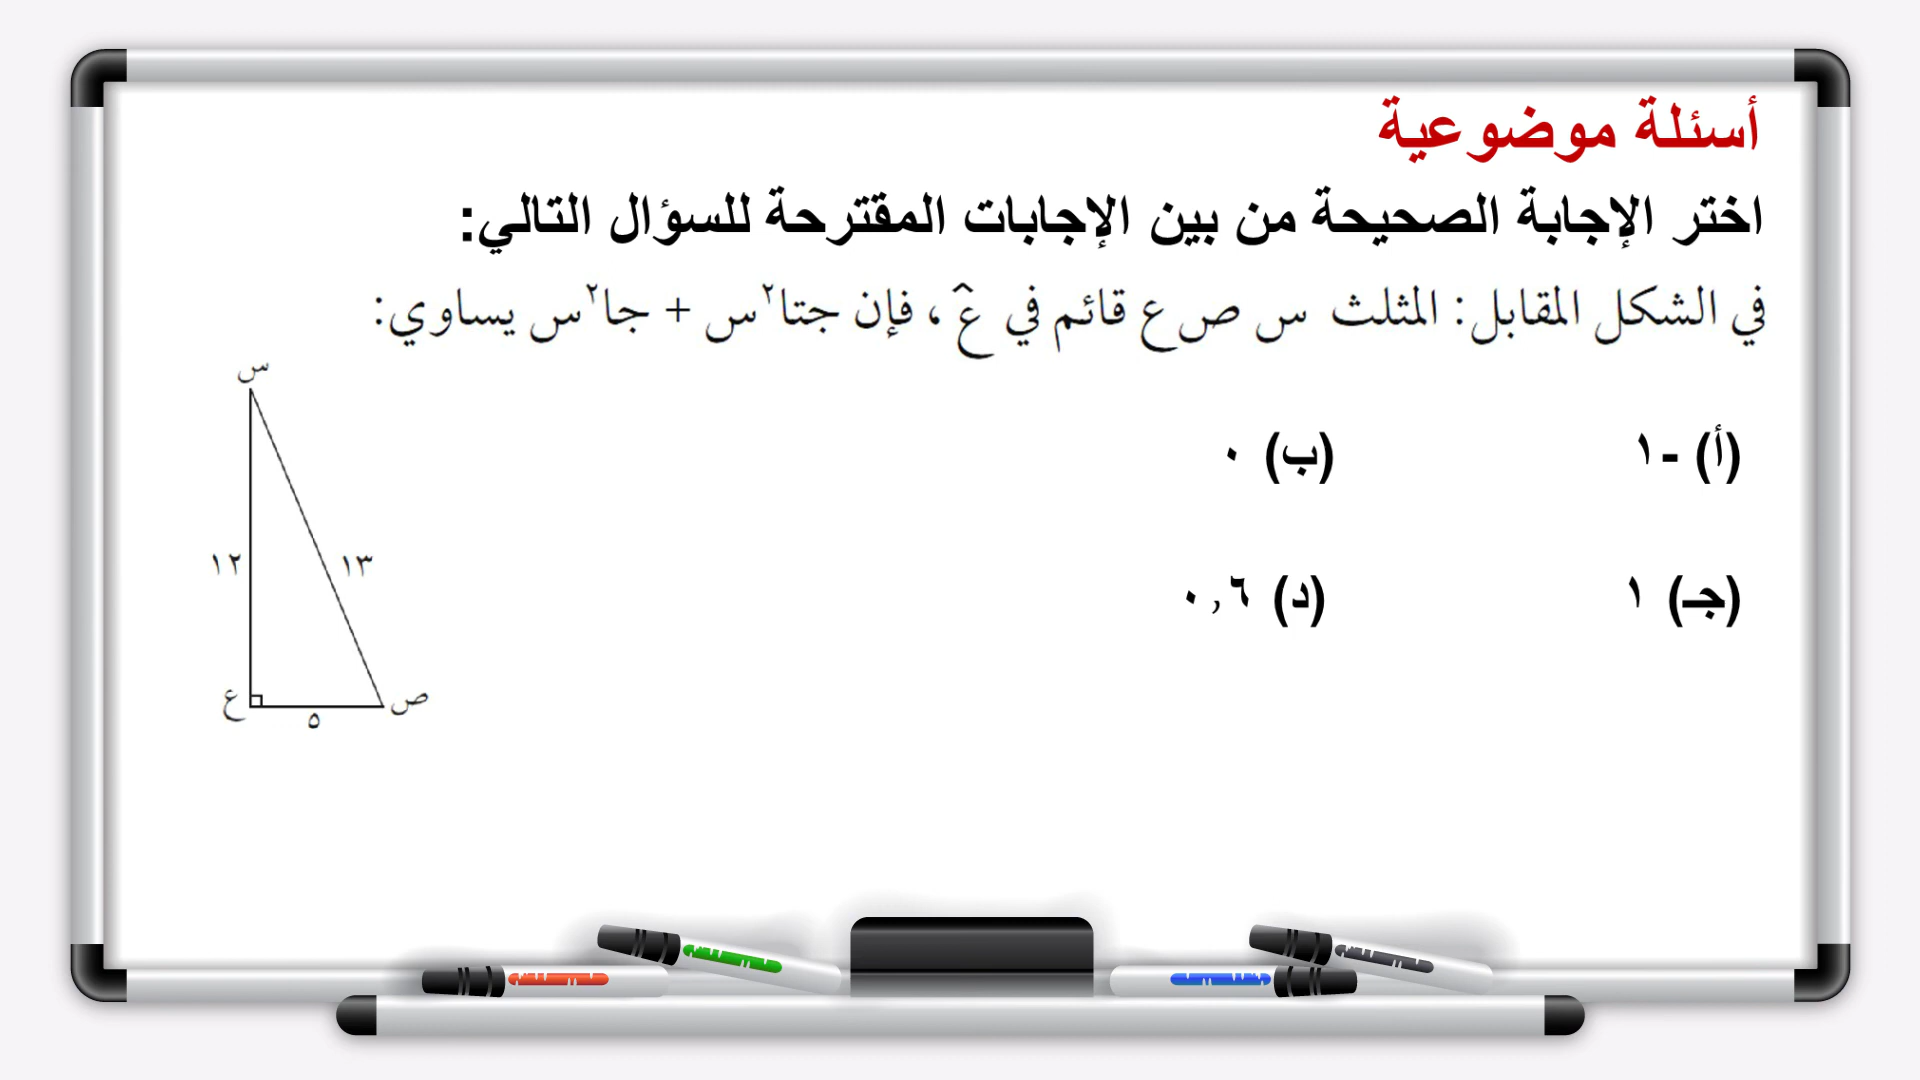 أسئلة موضوعية
اختر الإجابة الصحيحة من بين الإجابات المقترحة للسؤال التالي:
في الشكل المقابل: المثلث س ص ع قائم في ع̂ ، فإن جتا٢س + جا٢س يساوي:
(أ) -١ (ب) ٠
(جـ) ١ (د) ٠,٦
س
١٢ ١٣
ع ص
٥